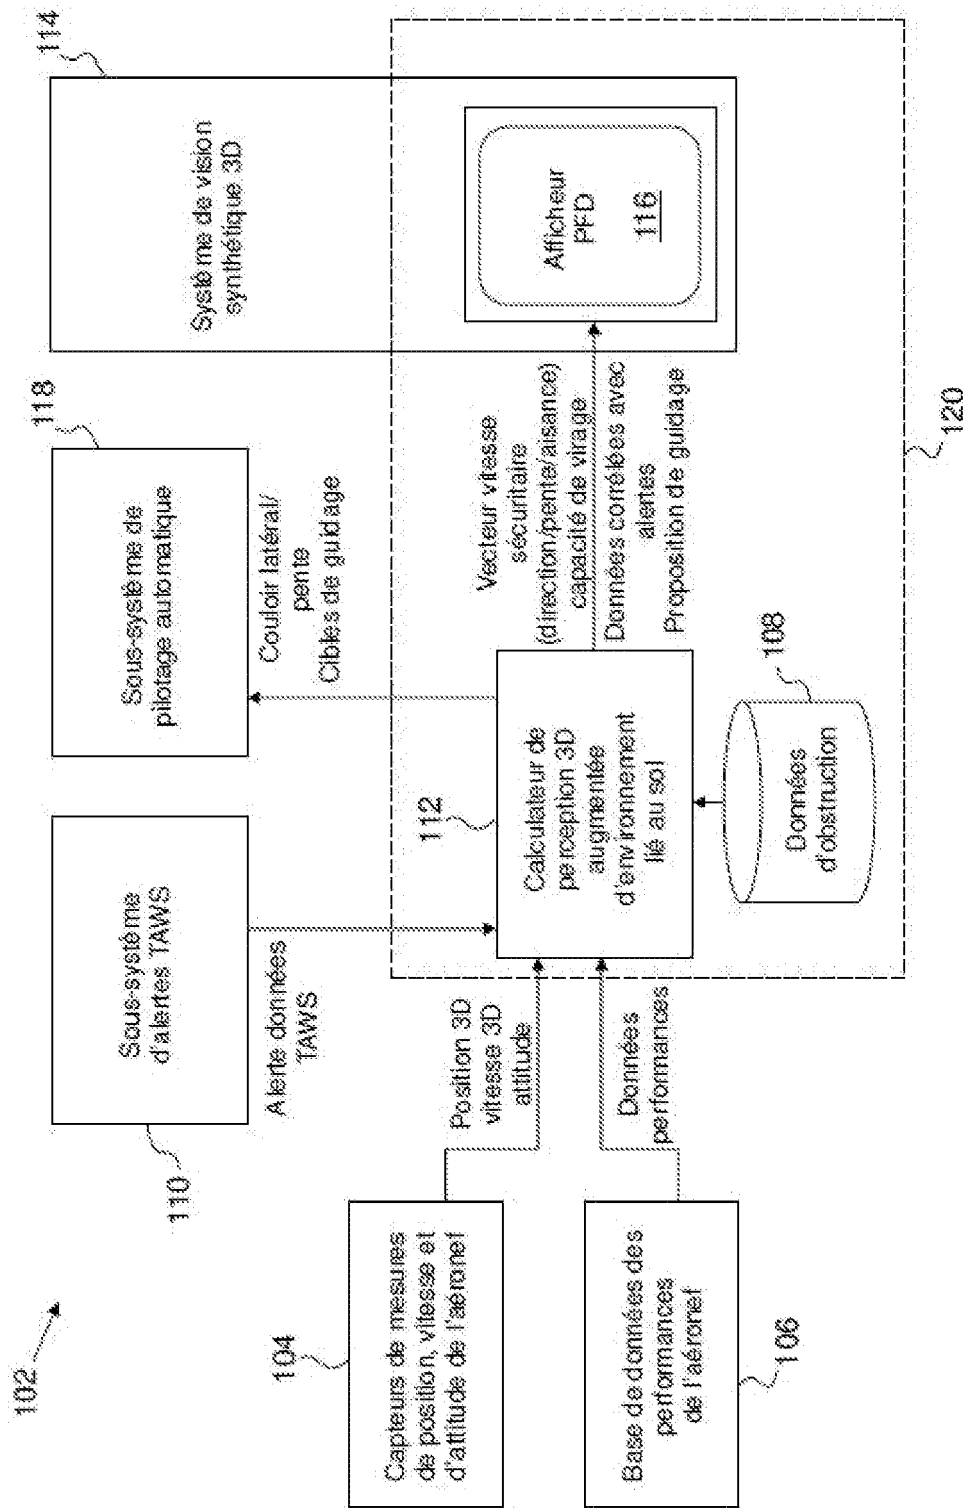 102
110
Sous-système
d'alertes TAWS
Alerte données
TAWS
118
Sous-système de
pilotage automatique
Couloir latéral/
pente
Cibles de guidage
114
Système de vision
synthétique 3D
104
Capteurs de mesures
de position, vitesse et
d'attitude de l'aéronef
Position 3D
vitesse 3D
attitude
106
Base de données des
performances
de l'aéronef
Données
performances
112
Calculateur de
perception 3D
augmentée
d'environnement
lié au sol
108
Données
d'obstruction
Vecteur vitesse
sécuritaire
(direction/pente/aisance)
capacité de virage
Données corrélées avec
alertes
Proposition de guidage
Afficheur
PFD
116
120